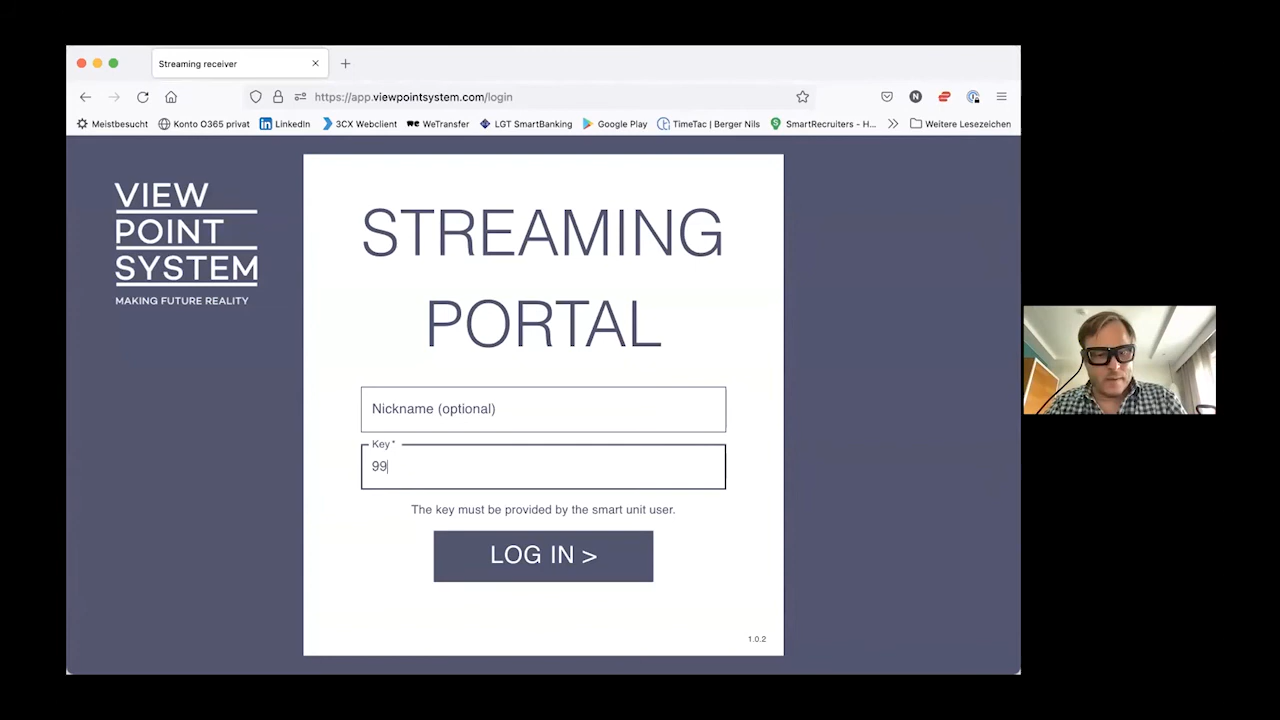 Streaming receiver
https://app.viewpointsystem.com/login
Meistbesucht Konto O365 privat LinkedIn 3CX Webclient WeTransfer LGT SmartBanking Google Play TimeTac | Berger Nils SmartRecruiters - H... Weitere Lesezeichen
VIEW
POINT
SYSTEM
MAKING FUTURE REALITY
STREAMING
PORTAL
Nickname (optional)
Key*
99
The key must be provided by the smart unit user.
LOG IN >
1.0.2